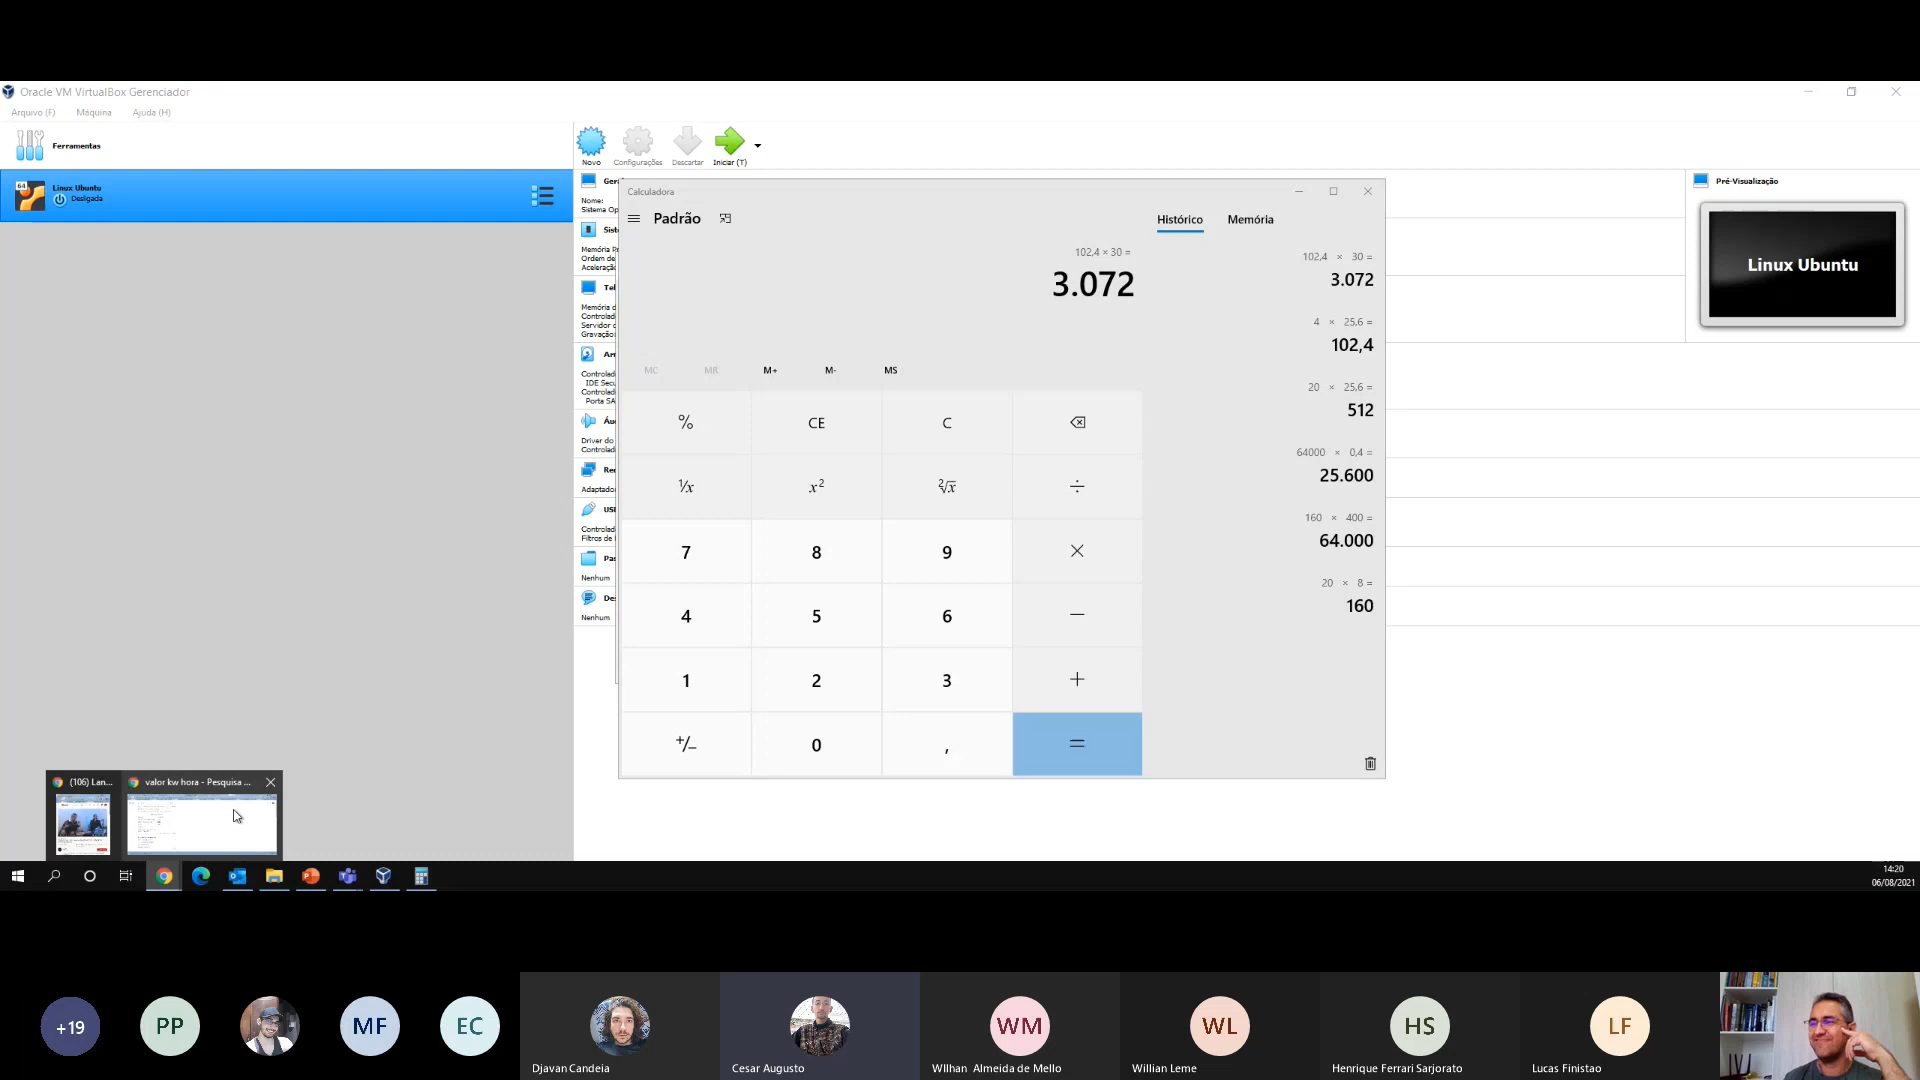 Oracle VM VirtualBox Gerenciador
Arquivo (F) Máquina Ajuda (H)
Ferramentas
Novo Configurações Descartar Iniciar (T)
64
Linux Ubuntu
Desligada
Nome:
Pré-Visualização
Linux Ubuntu
Nenhum
Nenhum
Calculadora
Padrão
Histórico Memória
102,4 × 30 =
3.072
MC MR M+ M- MS
% CE C
¹/x x² ²√x ÷
7 8 9 ×
4 5 6 −
1 2 3 +
+/− 0 , =
102,4 × 30 =
3.072
4 × 25,6 =
102,4
20 × 25,6 =
512
64000 × 0,4 =
25.600
160 × 400 =
64.000
20 × 8 =
160
(106) Lan...
valor kw hora - Pesquisa ...
14:20
06/08/2021
+19
PP
MF
EC
WM
WL
HS
LF
Djavan Candeia
Cesar Augusto
WIlhan Almeida de Mello
Willian Leme
Henrique Ferrari Sarjorato
Lucas Finistao